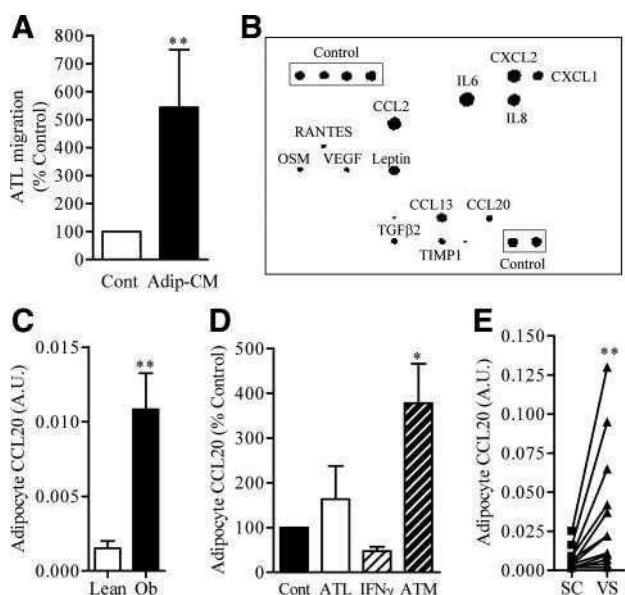 A
ATL migration
(% Control)
800
700
600
500
400
300
200
100
0
**
Cont Adip-CM
B
Control
CXCL2
CXCL1
IL6
IL8
CCL2
RANTES
OSM VEGF Leptin
CCL13 CCL20
TGFβ2
TIMP1
Control
C
Adipocyte CCL20 (A.U.)
0.015
0.010
0.005
0.000
**
Lean Ob
D
Adipocyte CCL20 (% Control)
500
400
300
200
100
0
*
Cont ATL IFNγ ATM
E
Adipocyte CCL20 (A.U.)
0.150
0.125
0.100
0.075
0.050
0.025
0.000
**
SC VS